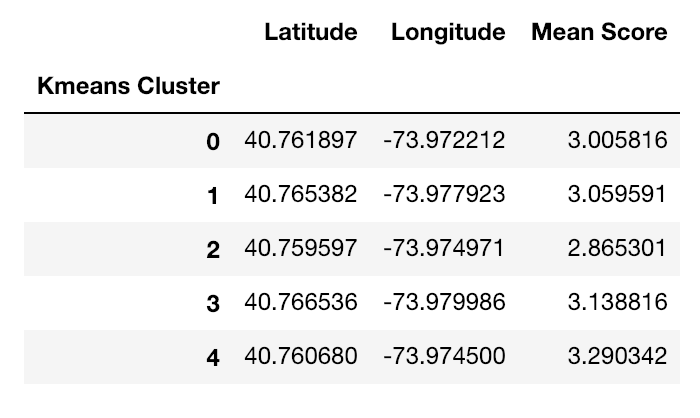 Latitude Longitude Mean Score
Kmeans Cluster
0 40.761897 -73.972212 3.005816
1 40.765382 -73.977923 3.059591
2 40.759597 -73.974971 2.865301
3 40.766536 -73.979986 3.138816
4 40.760680 -73.974500 3.290342